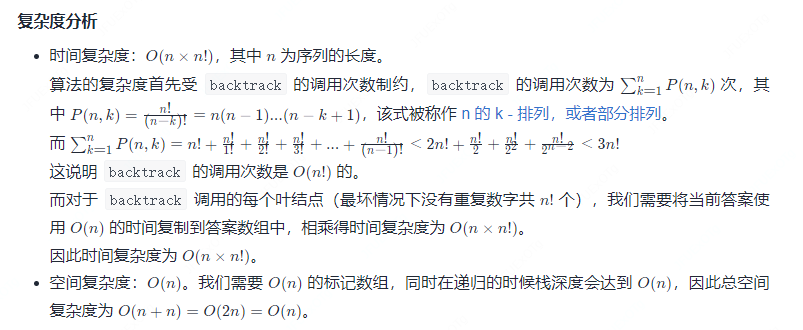 复杂度分析
• 时间复杂度：O(n × n!)，其中 n 为序列的长度。
算法的复杂度首先受 backtrack 的调用次数制约，backtrack 的调用次数为 ∑_{k=1}^{n} P(n, k) 次，其
中 P(n, k) = \frac{n!}{(n−k)!} = n(n − 1)...(n − k + 1)，该式被称作 n 的 k - 排列，或者部分排列。
而 ∑_{k=1}^{n} P(n, k) = n! + \frac{n!}{1!} + \frac{n!}{2!} + \frac{n!}{3!} + ... + \frac{n!}{(n−1)!} < 2n! + \frac{n!}{2} + \frac{n!}{2^2} + \frac{n!}{2^{n−2}} < 3n!
这说明 backtrack 的调用次数是 O(n!) 的。
而对于 backtrack 调用的每个叶结点（最坏情况下没有重复数字共 n! 个），我们需要将当前答案使
用 O(n) 的时间复制到答案数组中，相乘得时间复杂度为 O(n × n!)。
因此时间复杂度为 O(n × n!)。
• 空间复杂度：O(n)。我们需要 O(n) 的标记数组，同时在递归的时候栈深度会达到 O(n)，因此总空间
复杂度为 O(n + n) = O(2n) = O(n)。